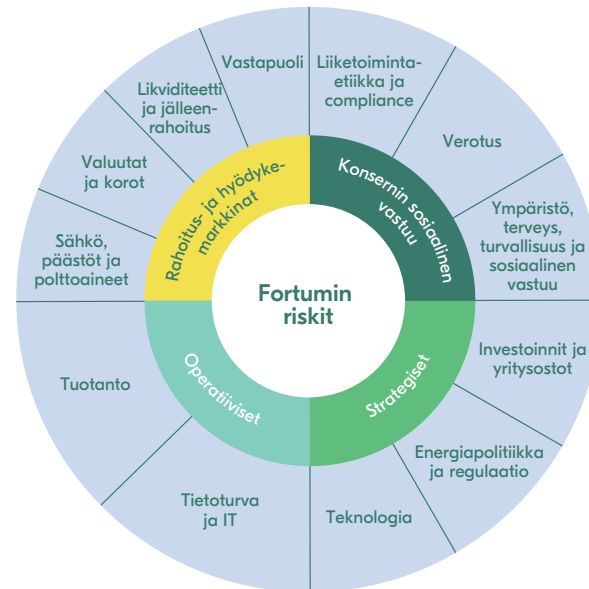 Fortumin
riskit
Konsernin sosiaalinen
vastuu
Liiketoiminta-
etiikka ja
compliance
Verotus
Ympäristö,
terveys,
turvallisuus ja
sosiaalinen
vastuu
Strategiset
Investoinnit ja
yritysostot
Energiapolitiikka
ja regulaatio
Teknologia
Operatiiviset
Tietoturva
ja IT
Tuotanto
Rahoitus- ja hyödyke-
markkinat
Sähkö,
päästöt ja
polttoaineet
Valuutat
ja korot
Likviditeetti
ja jälleen-
rahoitus
Vastapuoli